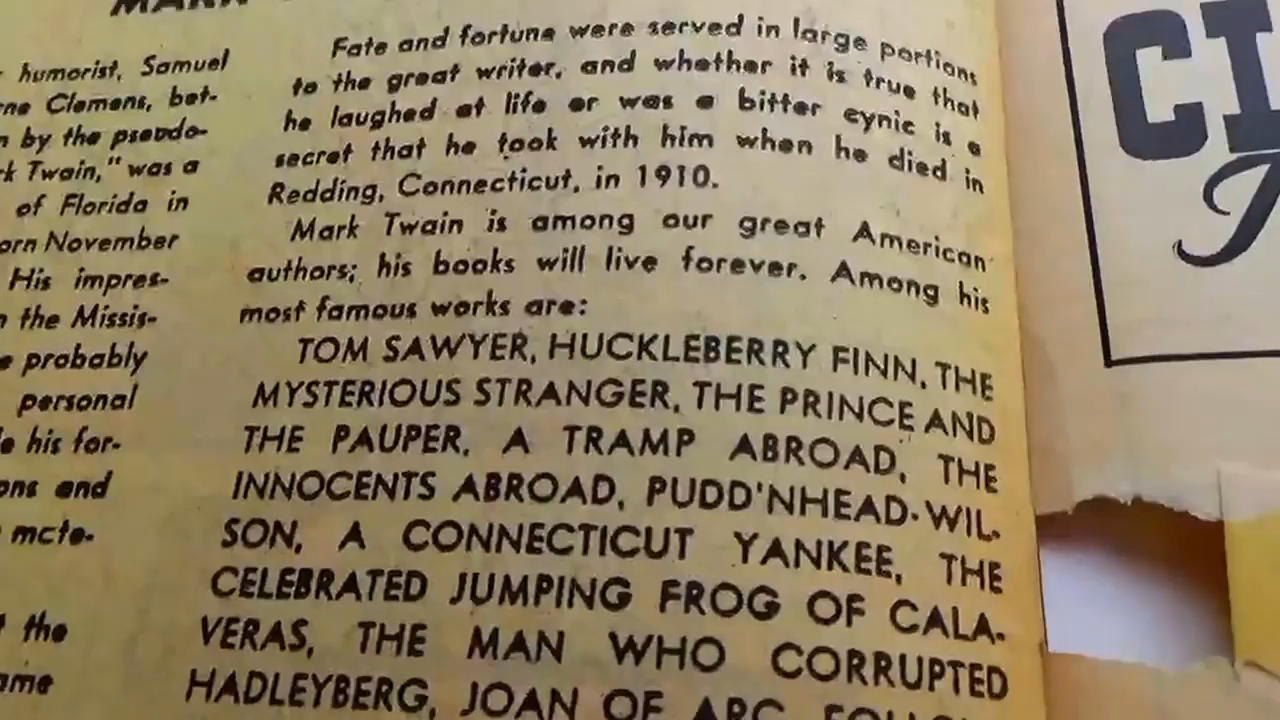 MARK
humorist, Samuel
Clemens, bet-
by the pseudo-
Twain," was a
of Florida in
November
His impres-
the Missis-
probably
personal
his for-
and
mcte-
the
Fate and fortune were served in large portions
to the great writer, and whether it is true that
he laughed at life or was a bitter cynic is a
secret that he took with him when he died in
Redding, Connecticut, in 1910.
Mark Twain is among our great American
authors; his books will live forever. Among his
most famous works are:
TOM SAWYER, HUCKLEBERRY FINN, THE
MYSTERIOUS STRANGER, THE PRINCE AND
THE PAUPER, A TRAMP ABROAD, THE
INNOCENTS ABROAD, PUDD'NHEAD-WIL-
SON, A CONNECTICUT YANKEE, THE
CELEBRATED JUMPING FROG OF CALA-
VERAS, THE MAN WHO CORRUPTED
HADLEYBERG, JOAN OF ARC,